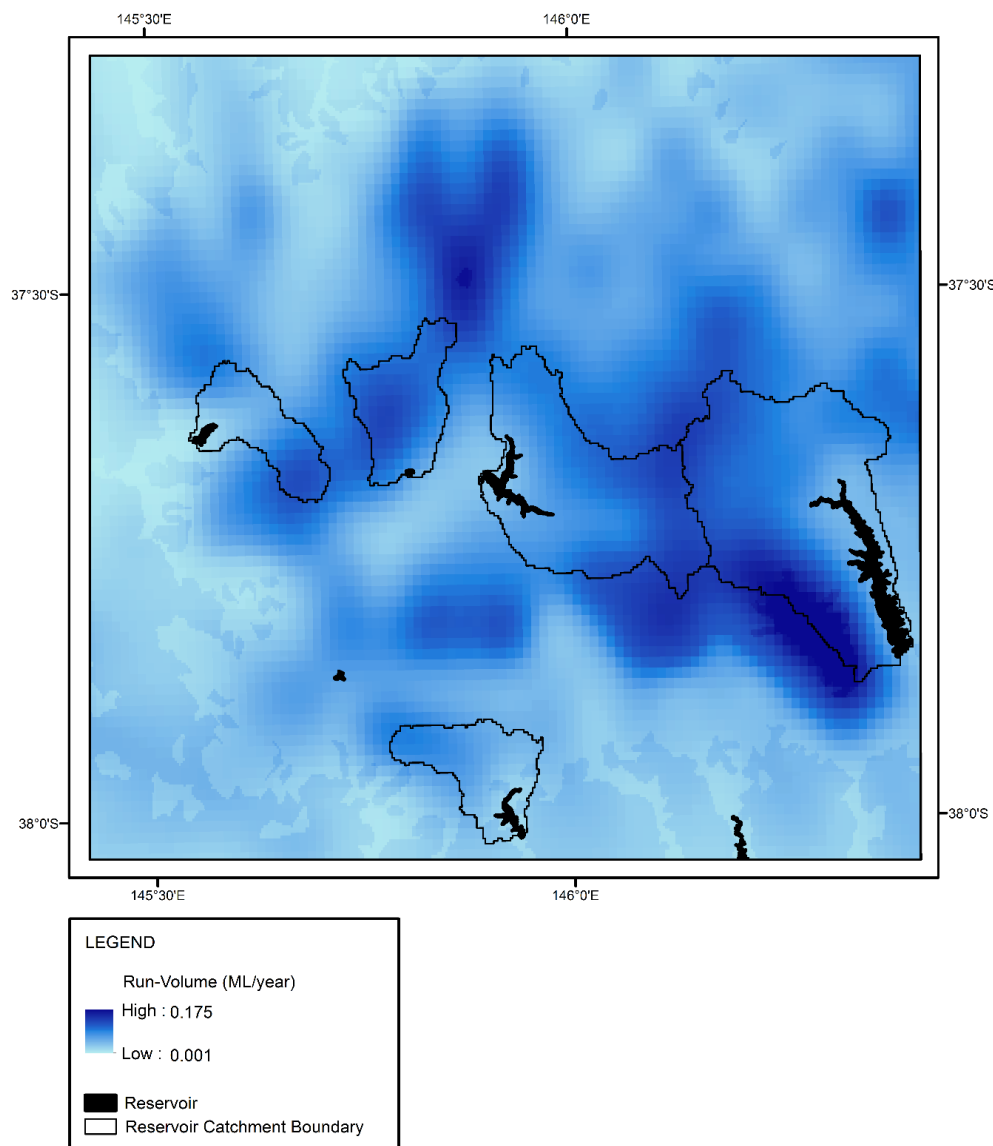 145°30'E 146°0'E
37°30'S 37°30'S
38°0'S 38°0'S
145°30'E 146°0'E
LEGEND
Run-Volume (ML/year)
High : 0.175
Low : 0.001
Reservoir
Reservoir Catchment Boundary